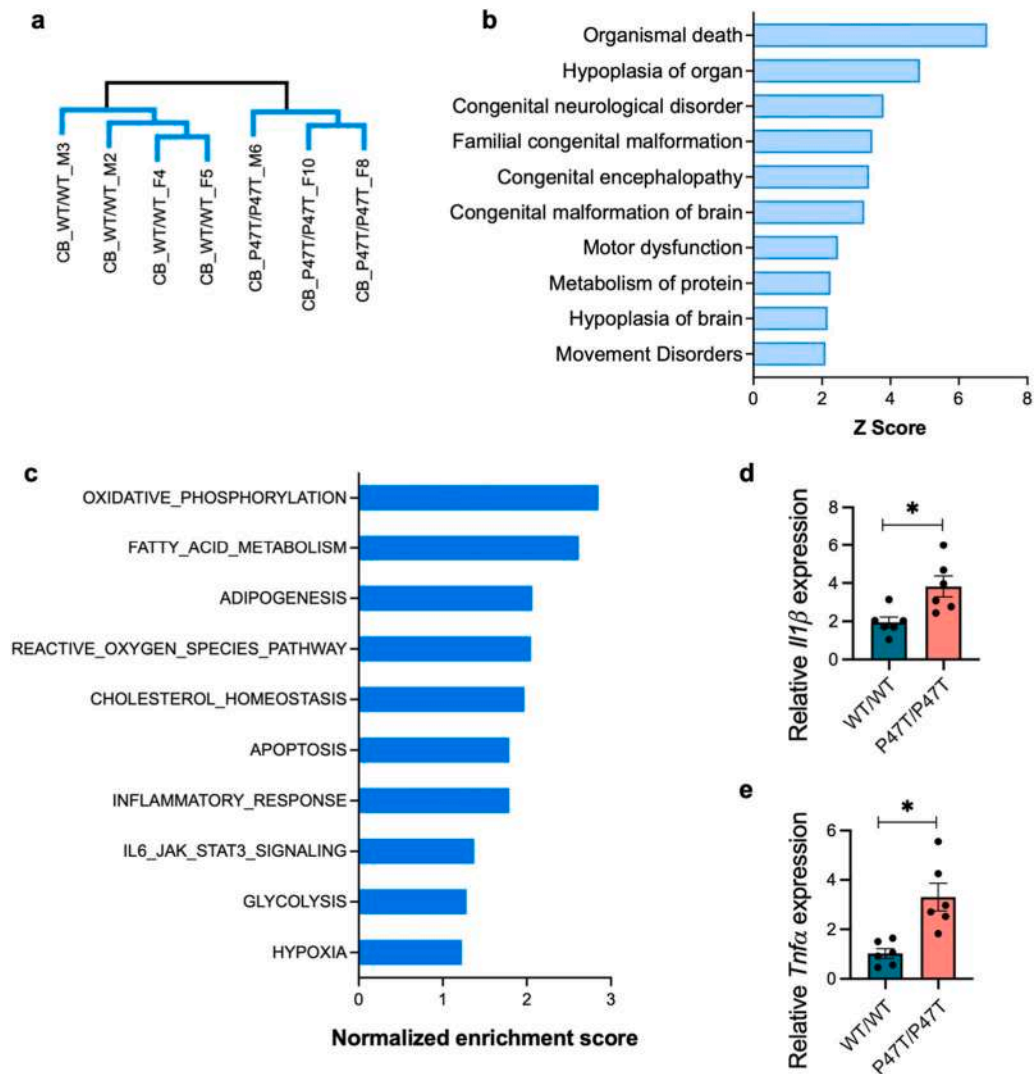 a
CB_WT/WT_M3
CB_WT/WT_M2
CB_WT/WT_F4
CB_WT/WT_F5
CB_P47T/P47T_M6
CB_P47T/P47T_F10
CB_P47T/P47T_F8
b
Organismal death
Hypoplasia of organ
Congenital neurological disorder
Familial congenital malformation
Congenital encephalopathy
Congenital malformation of brain
Motor dysfunction
Metabolism of protein
Hypoplasia of brain
Movement Disorders
0 2 4 6 8
Z Score
c
OXIDATIVE_PHOSPHORYLATION
FATTY_ACID_METABOLISM
ADIPOGENESIS
REACTIVE_OXYGEN_SPECIES_PATHWAY
CHOLESTEROL_HOMEOSTASIS
APOPTOSIS
INFLAMMATORY_RESPONSE
IL6_JAK_STAT3_SIGNALING
GLYCOLYSIS
HYPOXIA
0 1 2 3
Normalized enrichment score
d
Relative Il1β expression
8
6
4
2
0
*
WT/WT
P47T/P47T
e
Relative Tnfα expression
6
4
2
0
*
WT/WT
P47T/P47T